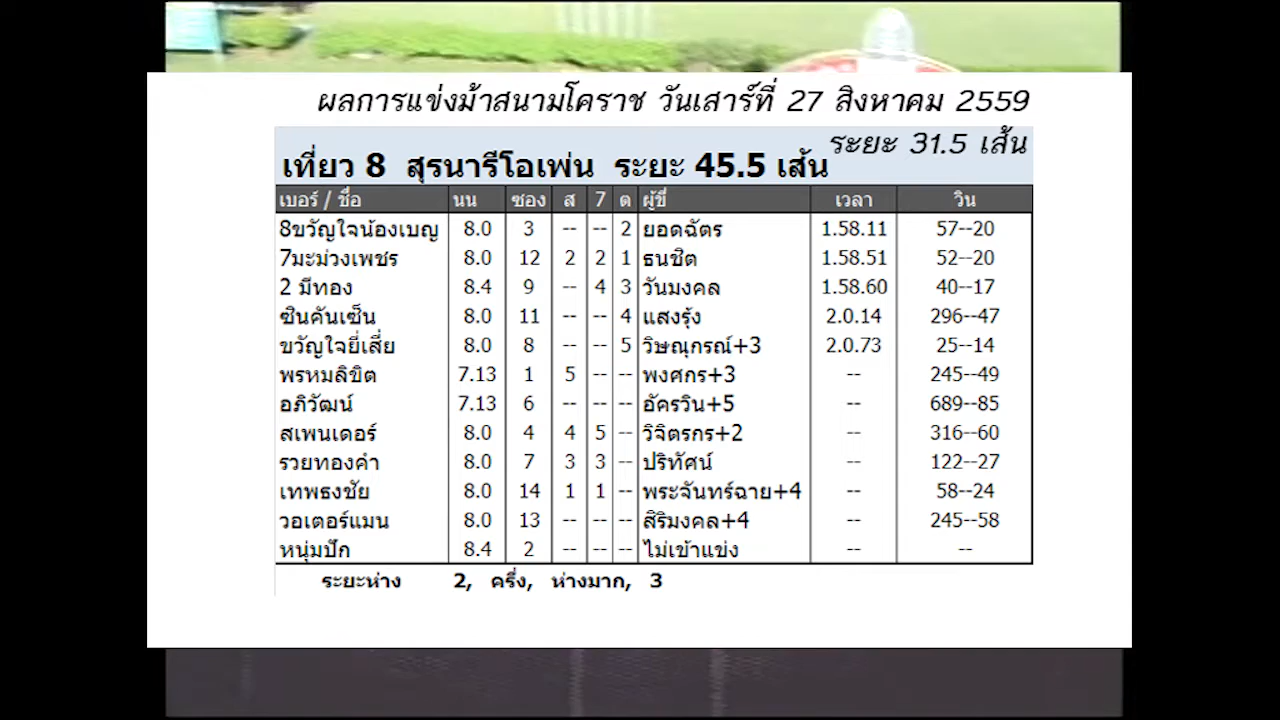 ผลการแข่งม้าสนามโคราช วันเสาร์ที่ 27 สิงหาคม 2559
ระยะ 31.5 เส้น
เที่ยว 8 สุรนารีโอเพ่น ระยะ 45.5 เส้น
เบอร์ / ชื่อ นน ซอง ส 7 ต ผู้ขี่ เวลา วิน
8ขวัญใจน้องเบญ 8.0 3 -- -- 2 ยอดฉัตร 1.58.11 57--20
7มะม่วงเพชร 8.0 12 2 2 1 ธนชิต 1.58.51 52--20
2 มีทอง 8.4 9 -- 4 3 วันมงคล 1.58.60 40--17
ซินคันเซ็น 8.0 11 -- -- 4 แสงรุ้ง 2.0.14 296--47
ขวัญใจยี่เสี่ย 8.0 8 -- -- 5 วิษณุกรณ์+3 2.0.73 25--14
พรหมลิขิต 7.13 1 5 -- -- พงศกร+3 -- 245--49
อภิวัฒน์ 7.13 6 -- -- -- อัครวิน+5 -- 689--85
สเพนเดอร์ 8.0 4 4 5 -- วิจิตรกร+2 -- 316--60
รวยทองคำ 8.0 7 3 3 -- ปริทัศน์ -- 122--27
เทพธงชัย 8.0 14 1 1 -- พระจันทร์ฉาย+4 -- 58--24
วอเตอร์แมน 8.0 13 -- -- -- สิริมงคล+4 -- 245--58
หนุ่มปัก 8.4 2 -- -- -- ไม่เข้าแข่ง -- --
ระยะห่าง 2, ครึ่ง, ห่างมาก, 3